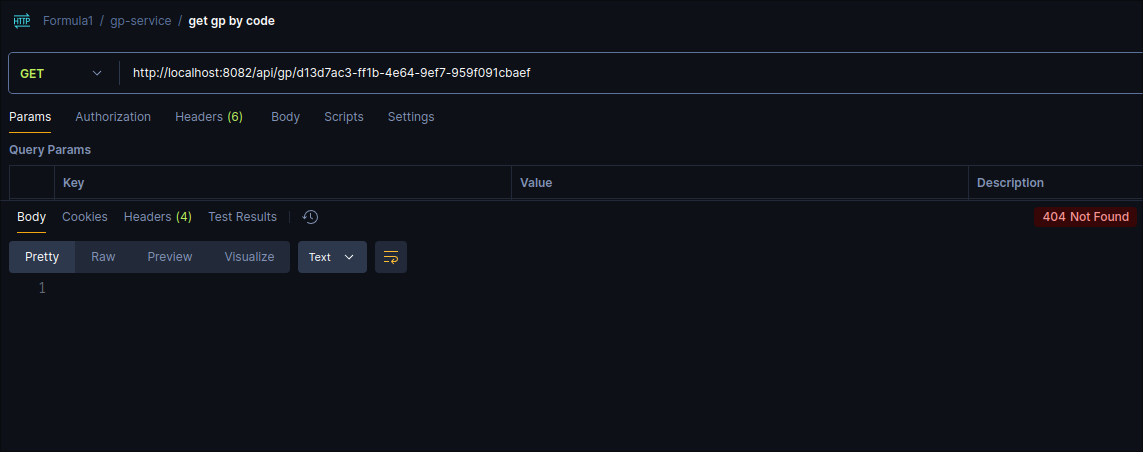 HTTP Formula1 / gp-service / get gp by code
GET http://localhost:8082/api/gp/d13d7ac3-ff1b-4e64-9ef7-959f091cbaef
Params Authorization Headers (6) Body Scripts Settings
Query Params
Key Value Description
Body Cookies Headers (4) Test Results 404 Not Found
Pretty Raw Preview Visualize Text
1